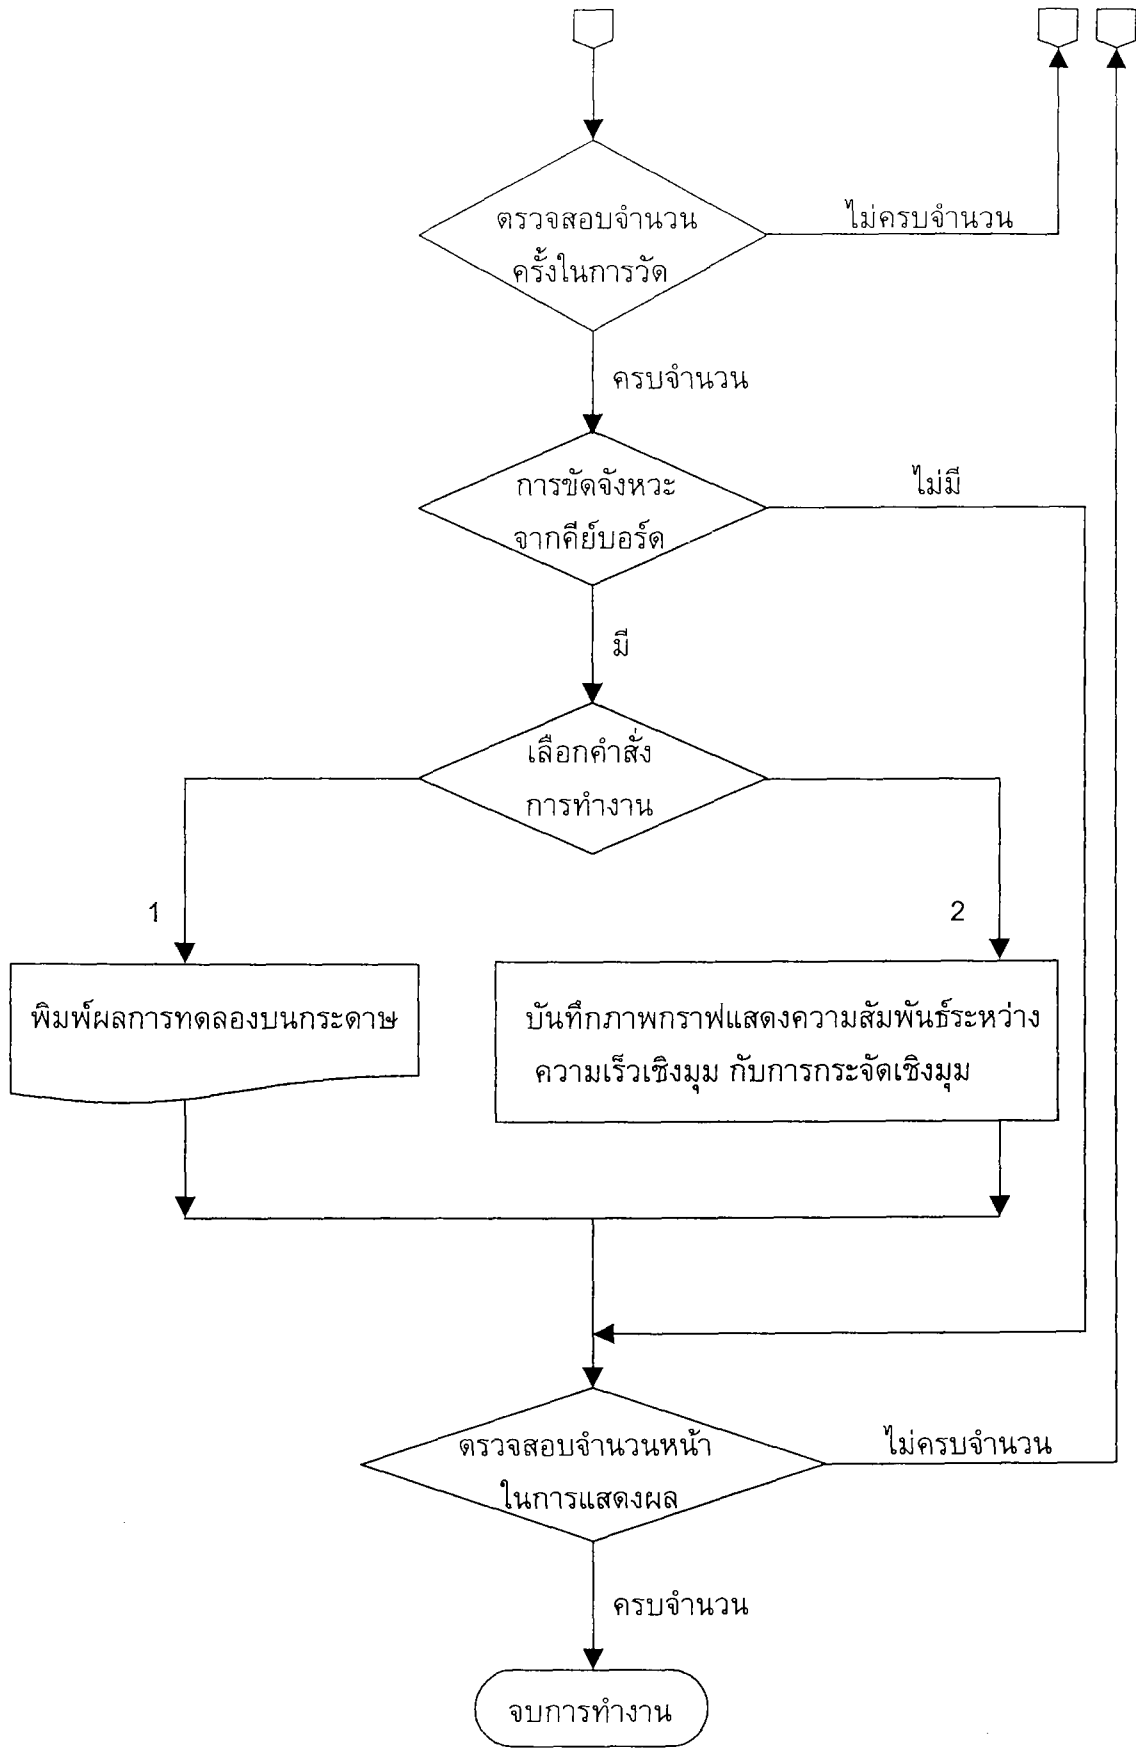 ตรวจสอบจำนวน
ครั้งในการวัด
ไม่ครบจำนวน
ครบจำนวน
การขัดจังหวะ
จากคีย์บอร์ด
ไม่มี
มี
เลือกคำสั่ง
การทำงาน
1
2
พิมพ์ผลการทดลองบนกระดาษ
บันทึกภาพกราฟแสดงความสัมพันธ์ระหว่าง
ความเร็วเชิงมุม กับการกระจัดเชิงมุม
ตรวจสอบจำนวนหน้า
ในการแสดงผล
ไม่ครบจำนวน
ครบจำนวน
จบการทำงาน